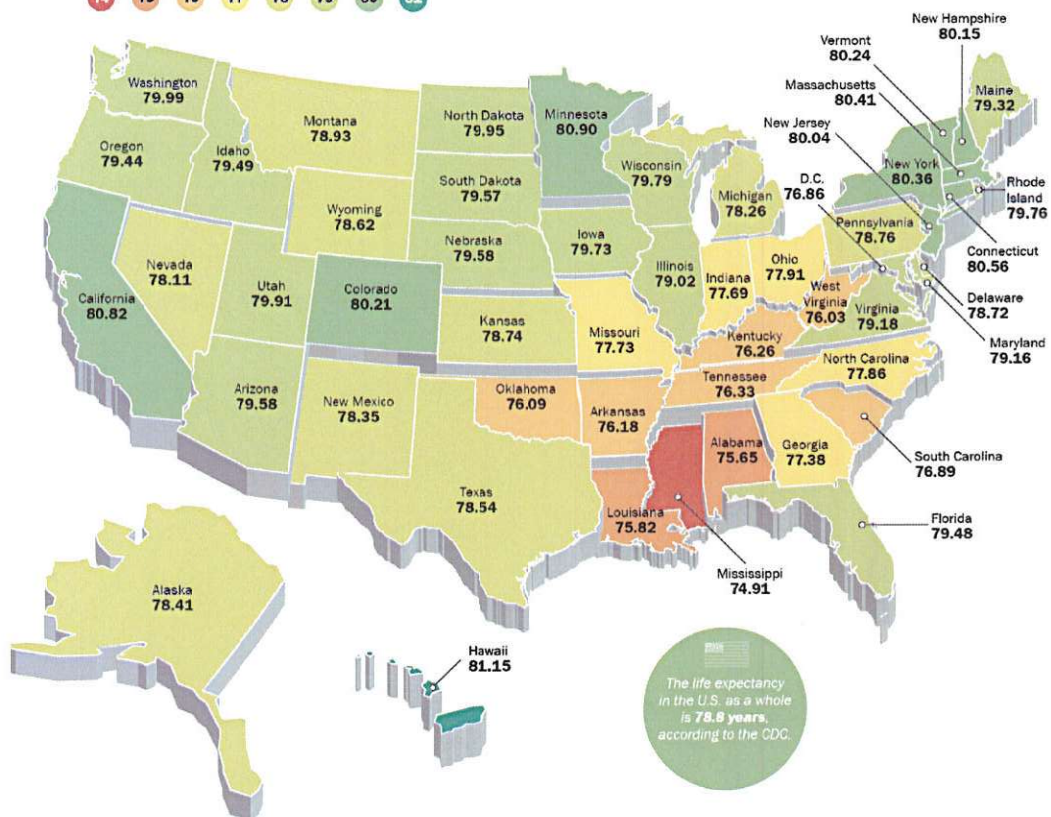 74 75 76 77 78 79 80 81
New Hampshire
80.15
Vermont
80.24
Massachusetts
80.41
New Jersey
80.04
D.C.
76.86
Maine
79.32
Washington
79.99
Montana
78.93
North Dakota
79.95
Minnesota
80.90
Oregon
79.44
Idaho
79.49
Wisconsin
79.79
New York
80.36
Rhode
Island
79.76
South Dakota
79.57
Michigan
78.26
Wyoming
78.62
Pennsylvania
78.76
Iowa
79.73
Connecticut
80.56
Nebraska
79.58
Nevada
78.11
Utah
79.91
Colorado
80.21
Illinois
79.02
Indiana
77.69
Ohio
77.91
West
Virginia
76.03
Virginia
79.18
Delaware
78.72
California
80.82
Kansas
78.74
Missouri
77.73
Kentucky
76.26
Maryland
79.16
North Carolina
77.86
Tennessee
76.33
Arizona
79.58
New Mexico
78.35
Oklahoma
76.09
Arkansas
76.18
Alabama
75.65
Georgia
77.38
South Carolina
76.89
Texas
78.54
Louisiana
75.82
Florida
79.48
Mississippi
74.91
Alaska
78.41
Hawaii
81.15
The life expectancy
in the U.S. as a whole
is 78.8 years,
according to the CDC.